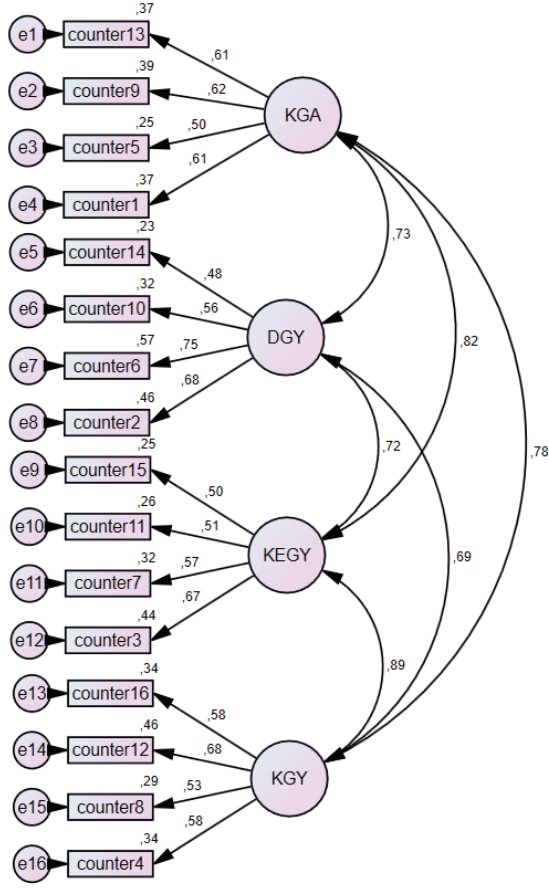 ,37
e1 counter13
,61
,39
e2 counter9
,62
KGA
,25
e3 counter5
,50
,37
e4 counter1
,61
,23
e5 counter14
,73
,48
,32
e6 counter10
,56
DGY
,57
e7 counter6
,75
,82
,46
e8 counter2
,68
,25
e9 counter15
,72
,78
,50
,26
e10 counter11
,51
KEGY
,32
e11 counter7
,57
,69
,44
e12 counter3
,67
,34
e13 counter16
,89
,58
,46
e14 counter12
,68
KGY
,29
e15 counter8
,53
,34
e16 counter4
,58